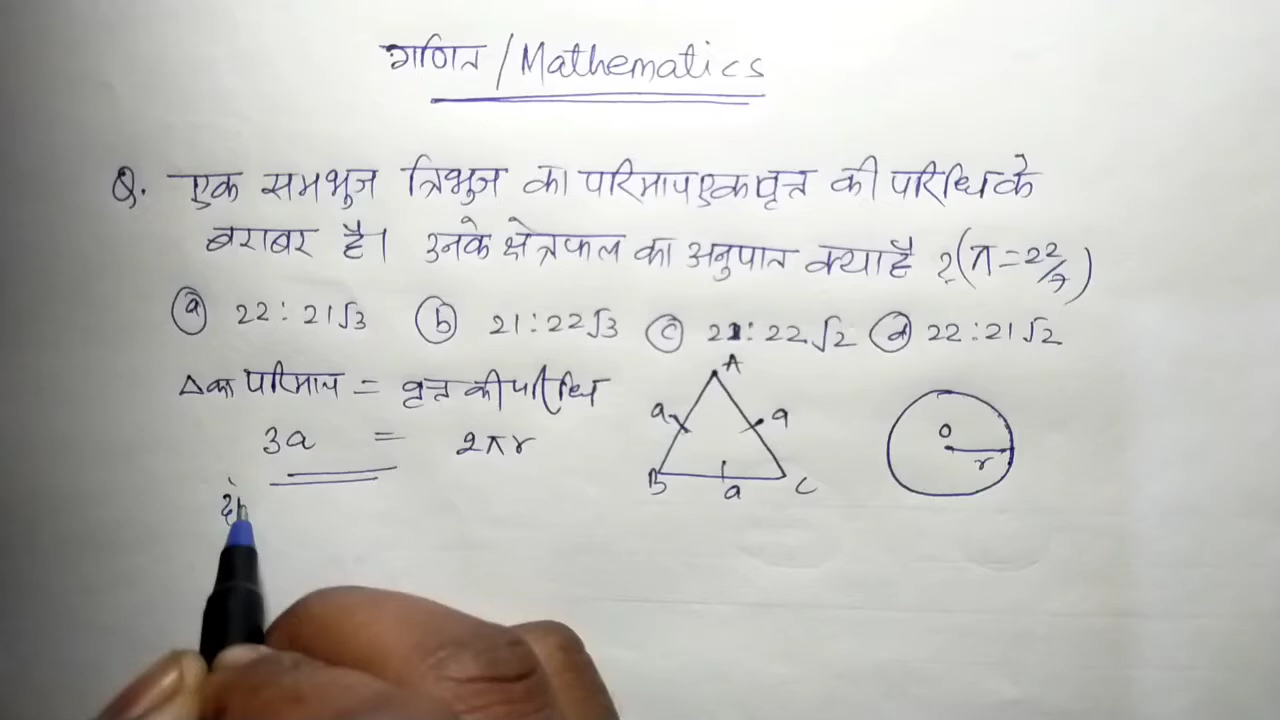 गणित / Mathematics
Q. एक समभुज त्रिभुज का परिमाप एक वृत्त की परिधि के
बराबर है। उनके क्षेत्रफल का अनुपात क्या है ? (π = 22/7)
(a) 22 : 21√3 (b) 21 : 22√3 (c) 21 : 22√2 (d) 22 : 21√2
Δ का परिमाप = वृत्त की परिधि
3a = 2πr
A
a a
B a C
O
r